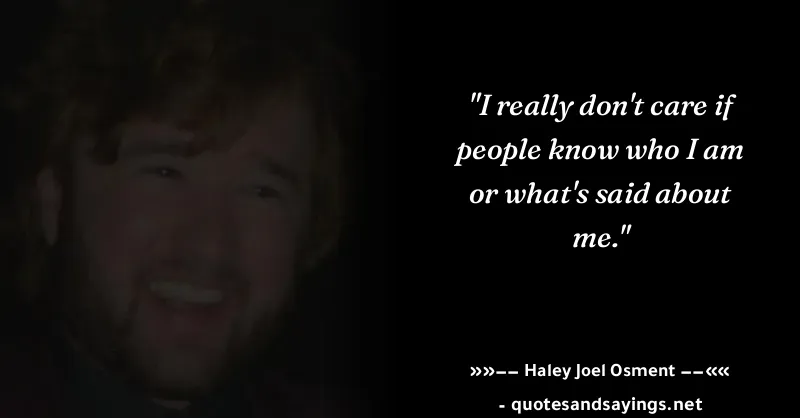 "I really don't care if
people know who I am
or what's said about
me."
»»–– Haley Joel Osment ––««
- quotesandsayings.net